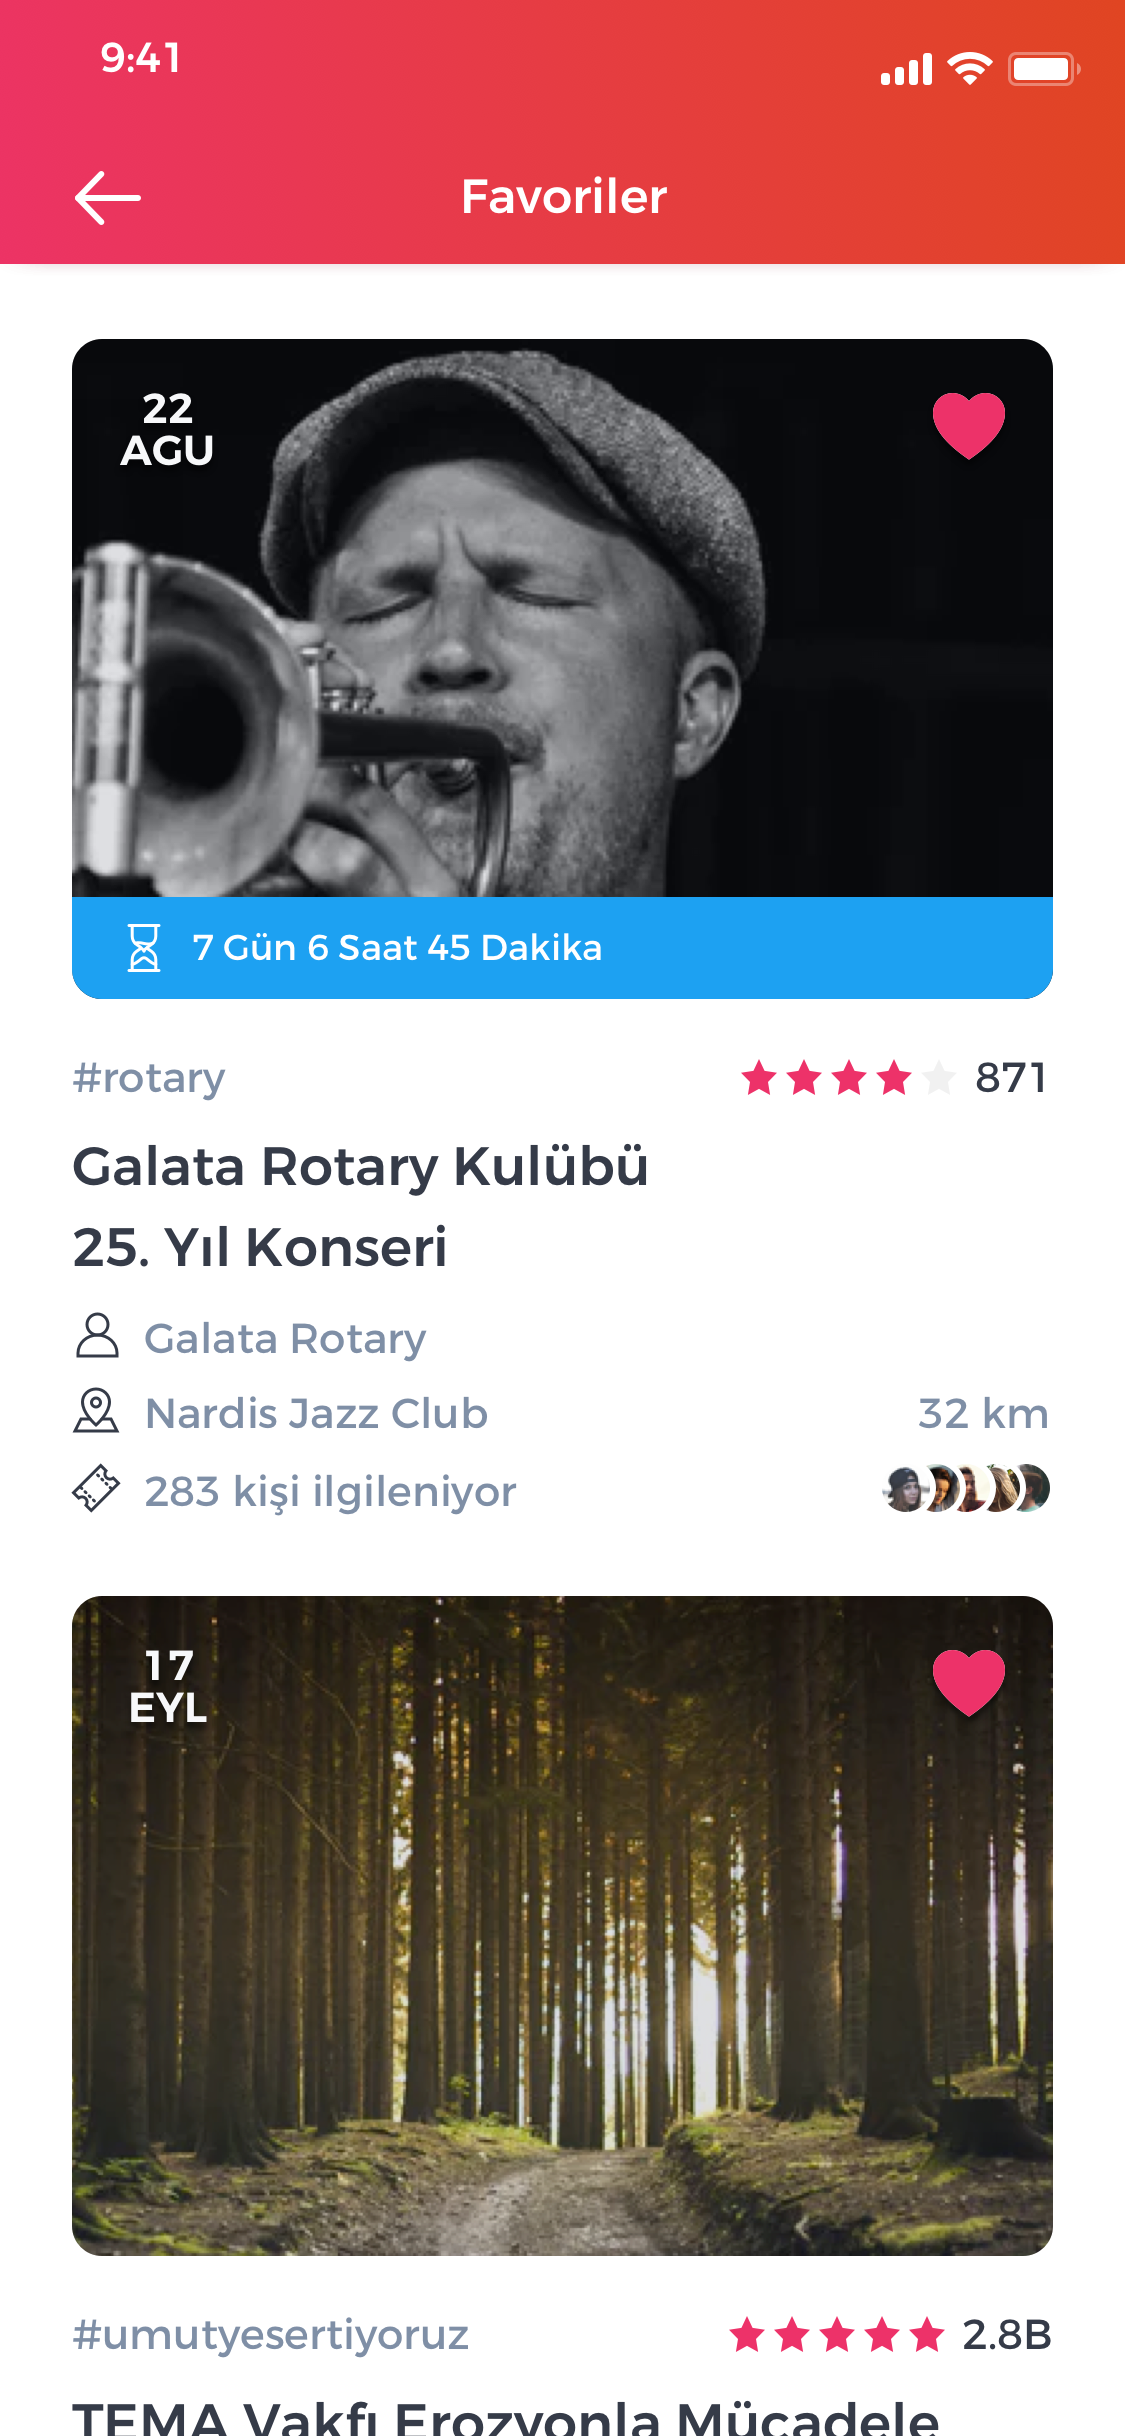 9:41
Favoriler
22
AGU
7 Gün 6 Saat 45 Dakika
#rotary
871
Galata Rotary Kulübü
25. Yıl Konseri
Galata Rotary
Nardis Jazz Club
32 km
283 kişi ilgileniyor
17
EYL
#umutyesertiyoruz
2.8B
TEMA Vakfı Erozyonla Mücadele